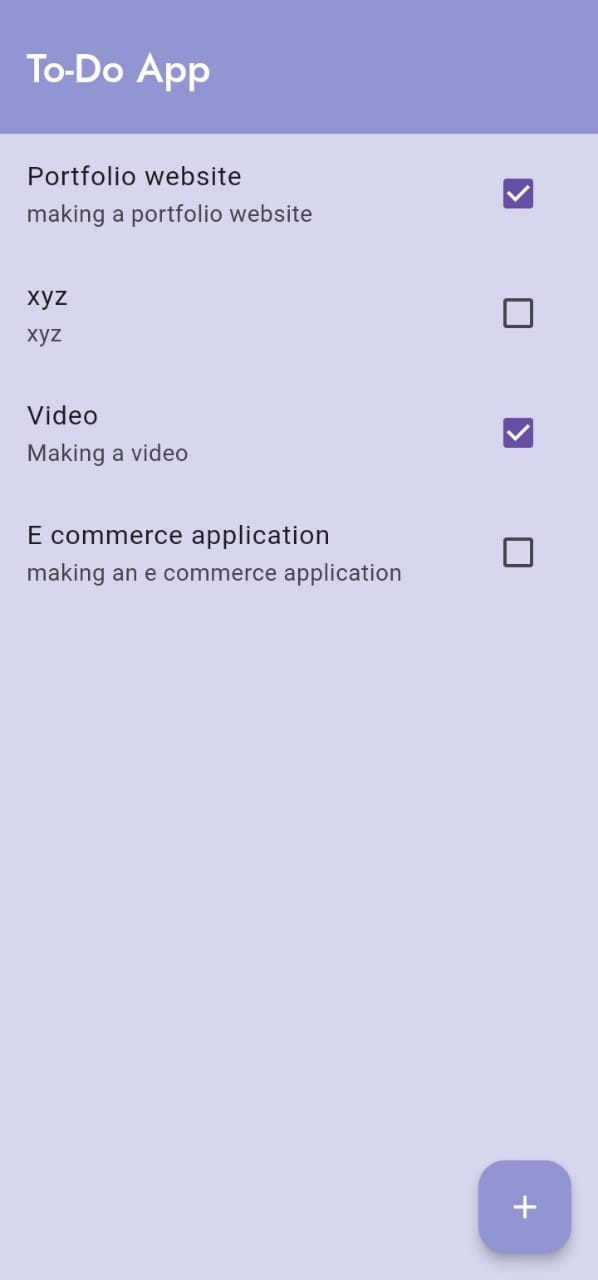 To-Do App
Portfolio website
making a portfolio website
xyz
xyz
Video
Making a video
E commerce application
making an e commerce application
+